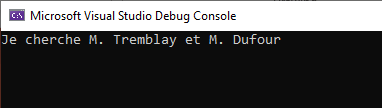 Microsoft Visual Studio Debug Console
Je cherche M. Tremblay et M. Dufour